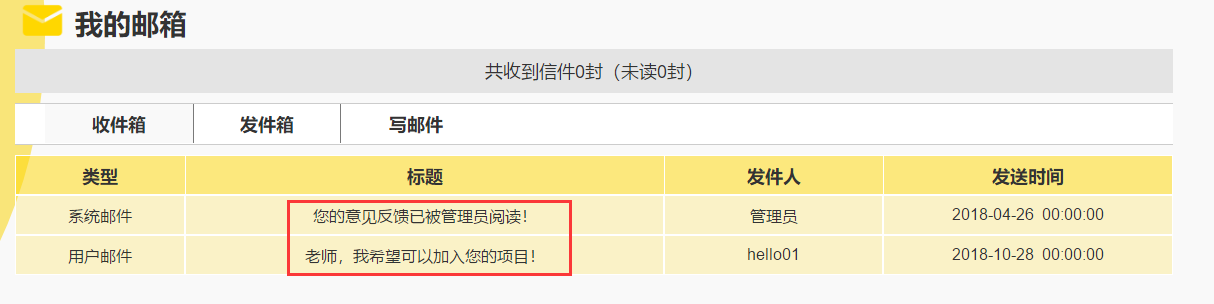 我的邮箱
共收到信件0封（未读0封）
收件箱 发件箱 写邮件
类型 标题 发件人 发送时间
系统邮件 您的意见反馈已被管理员阅读！ 管理员 2018-04-26 00:00:00
用户邮件 老师，我希望可以加入您的项目！ hello01 2018-10-28 00:00:00